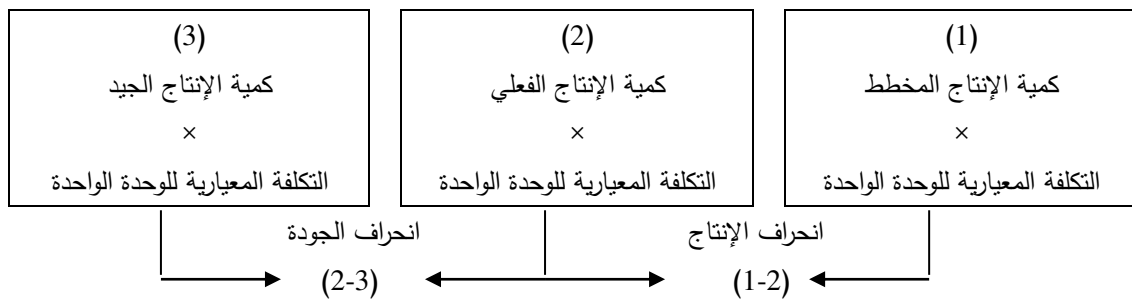 (1)
كمية الإنتاج المخطط
×
التكلفة المعيارية للوحدة الواحدة
(2)
كمية الإنتاج الفعلي
×
التكلفة المعيارية للوحدة الواحدة
(3)
كمية الإنتاج الجيد
×
التكلفة المعيارية للوحدة الواحدة
انحراف الإنتاج
(1-2)
انحراف الجودة
(2-3)